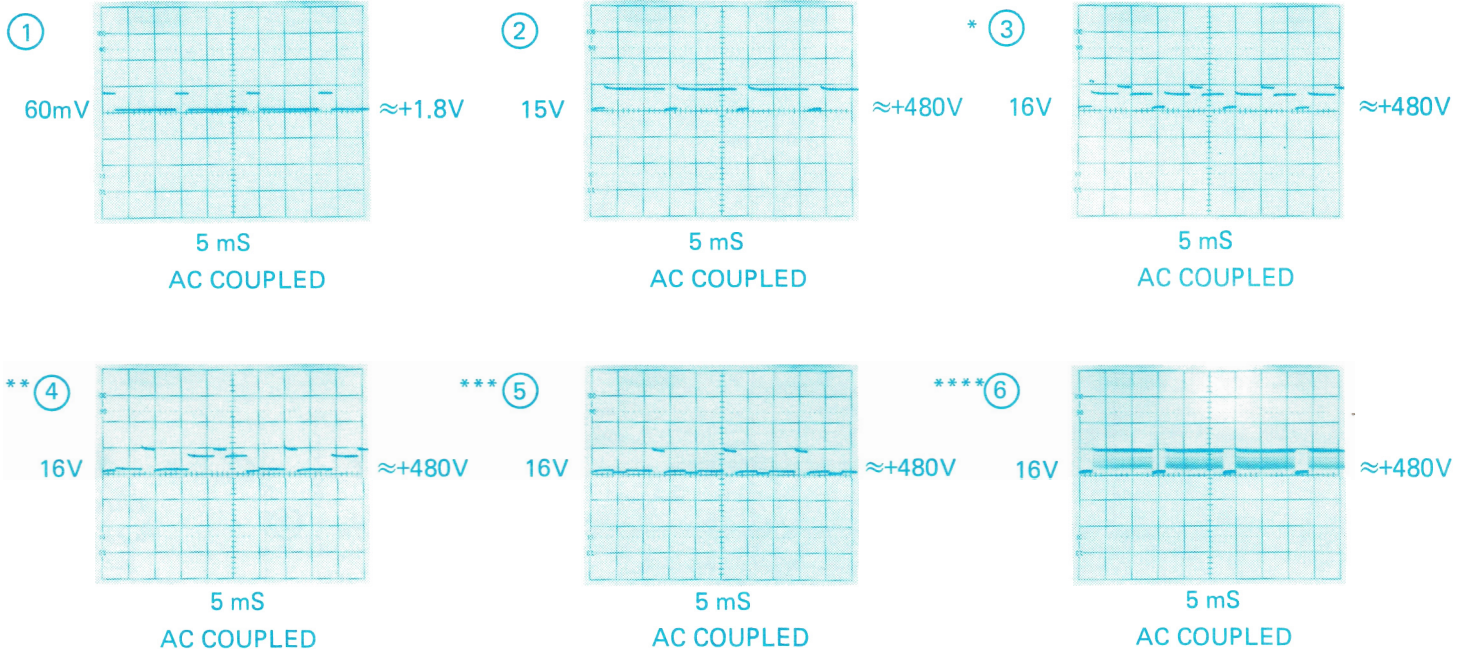 ①
60mV
≈+1.8V
5 mS
AC COUPLED
②
15V
≈+480V
5 mS
AC COUPLED
* ③
16V
≈+480V
5 mS
AC COUPLED
** ④
16V
≈+480V
5 mS
AC COUPLED
*** ⑤
16V
≈+480V
5 mS
AC COUPLED
**** ⑥
16V
≈+480V
5 mS
AC COUPLED